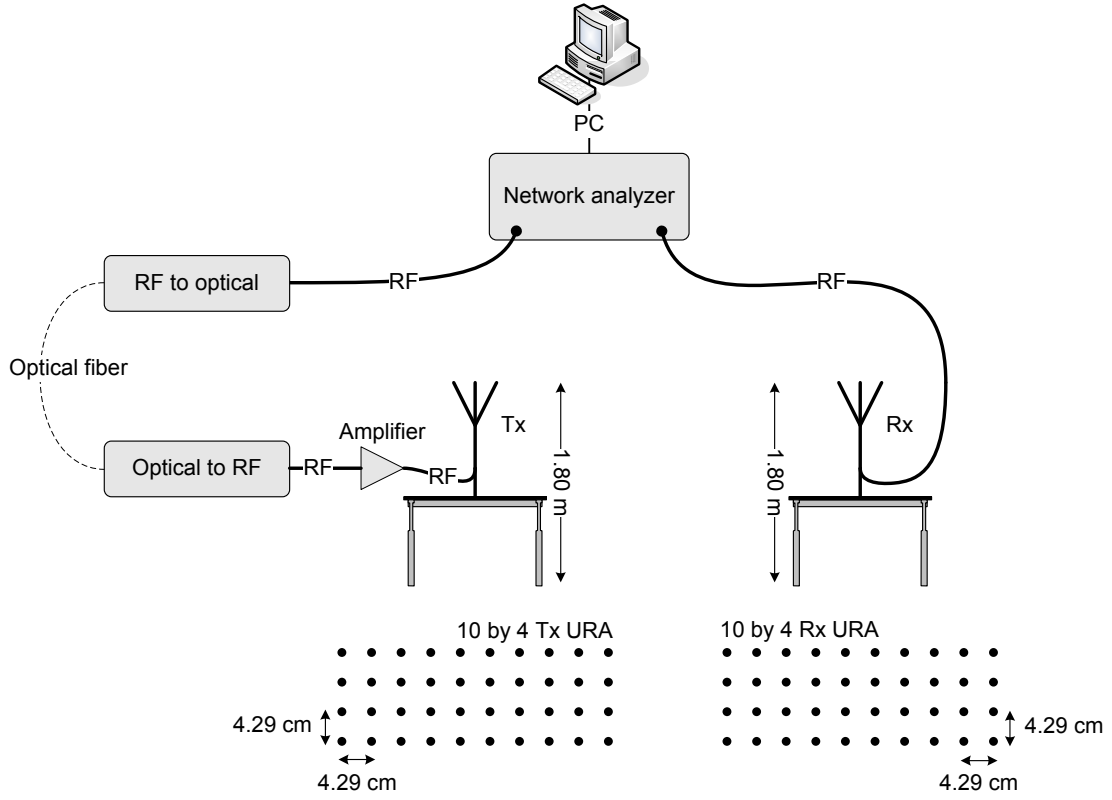 PC
Network analyzer
RF to optical
RF
RF
Optical fiber
Amplifier
Tx
Rx
Optical to RF
RF
RF
1.80 m
1.80 m
10 by 4 Tx URA
10 by 4 Rx URA
4.29 cm
4.29 cm
4.29 cm
4.29 cm